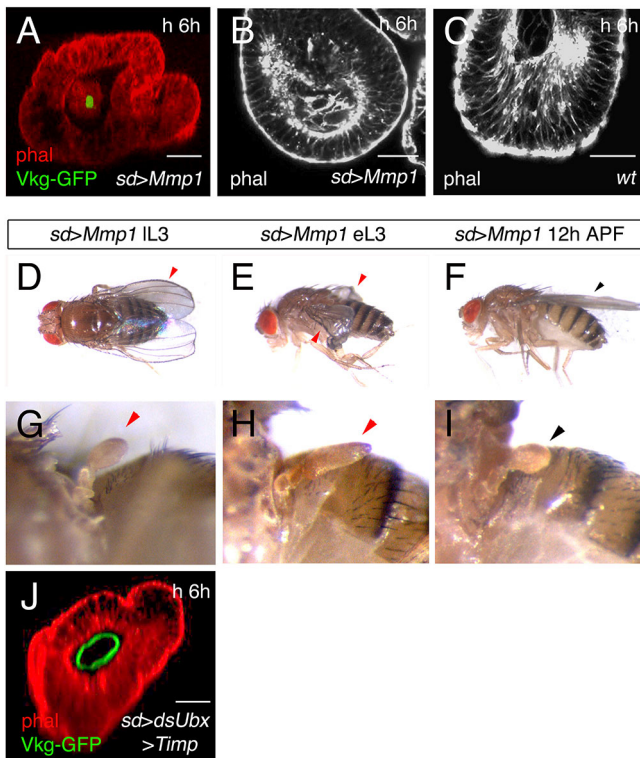 A
h 6h
phal
Vkg-GFP
sd>Mmp1
B
h 6h
phal
sd>Mmp1
C
h 6h
phal
wt
sd>Mmp1 lL3
sd>Mmp1 eL3
sd>Mmp1 12h APF
D
E
F
G
H
I
J
h 6h
phal
sd>dsUbx
Vkg-GFP
>Timp